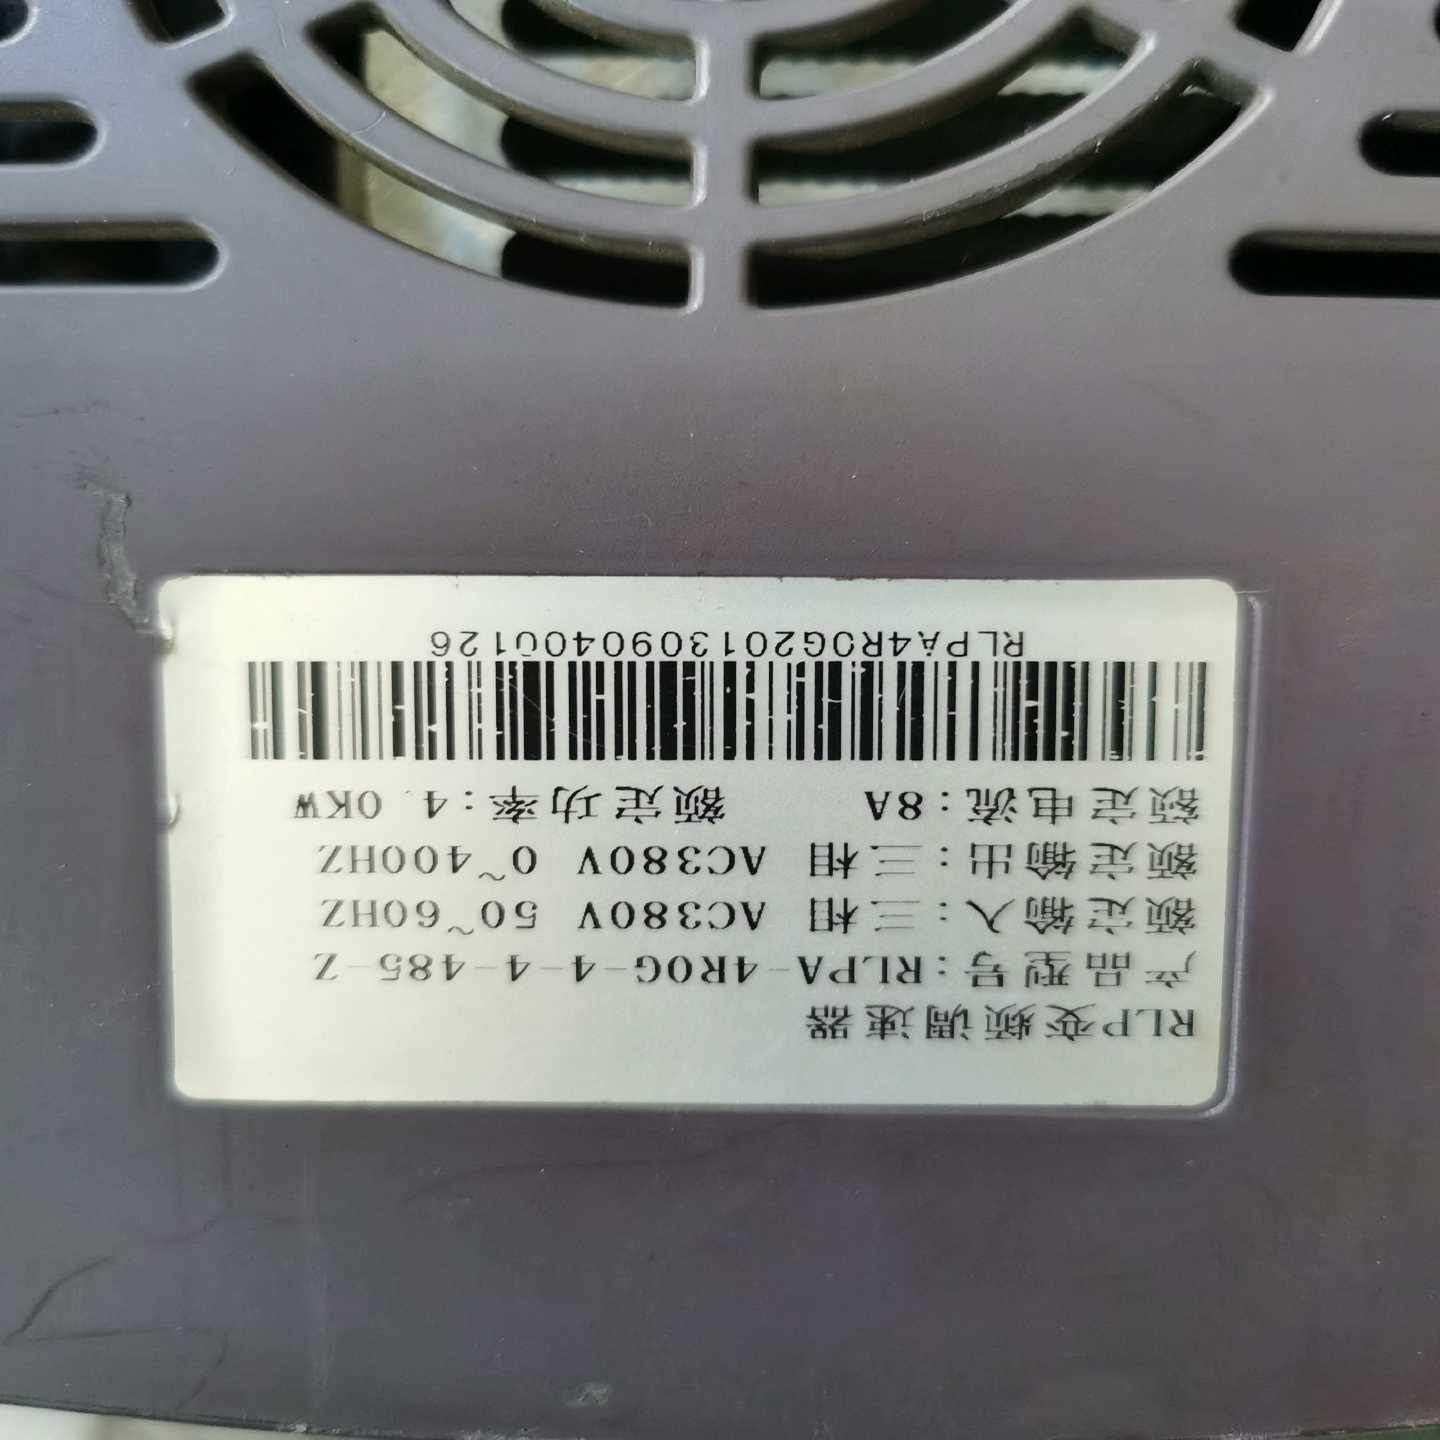 RLP变频调速器
产品型号:RLPA-4R0G-4-4-485-Z
额定输入:三相 AC380V 50~60HZ
额定输出:三相 AC380V 0~400HZ
额定电流:8A 额定功率:4.0KW
RLPA4R0G2013090400126